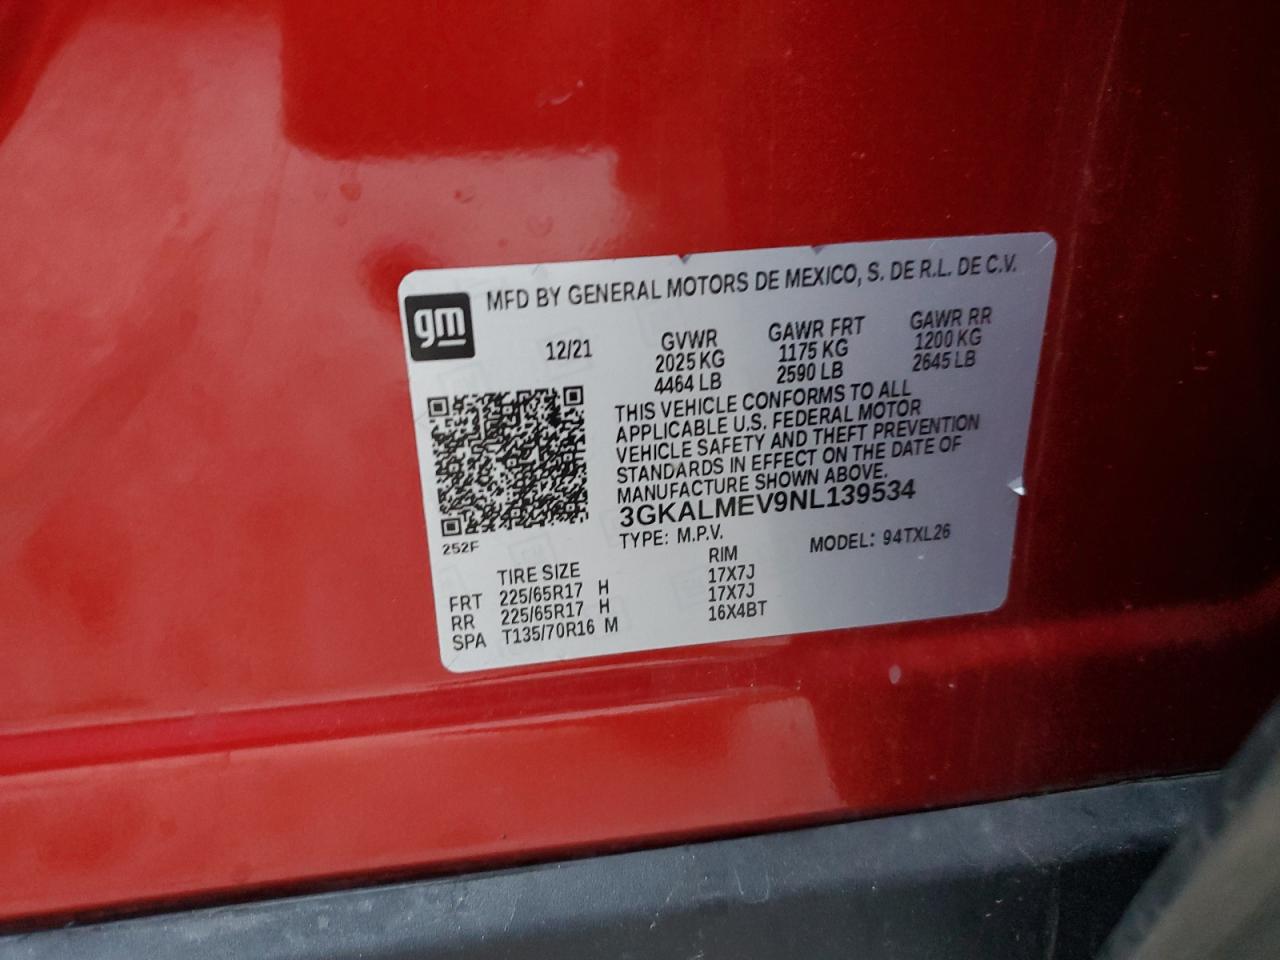 gm
MFD BY GENERAL MOTORS DE MEXICO, S. DE R.L. DE C.V.
12/21
GVWR GAWR FRT GAWR RR
2025 KG 1175 KG 1200 KG
4464 LB 2590 LB 2645 LB
THIS VEHICLE CONFORMS TO ALL
APPLICABLE U.S. FEDERAL MOTOR
VEHICLE SAFETY AND THEFT PREVENTION
STANDARDS IN EFFECT ON THE DATE OF
MANUFACTURE SHOWN ABOVE.
3GKALMEV9NL139534
252F
TYPE: M.P.V. MODEL: 94TXL26
TIRE SIZE RIM
FRT 225/65R17 H 17X7J
RR 225/65R17 H 17X7J
SPA T135/70R16 M 16X4BT